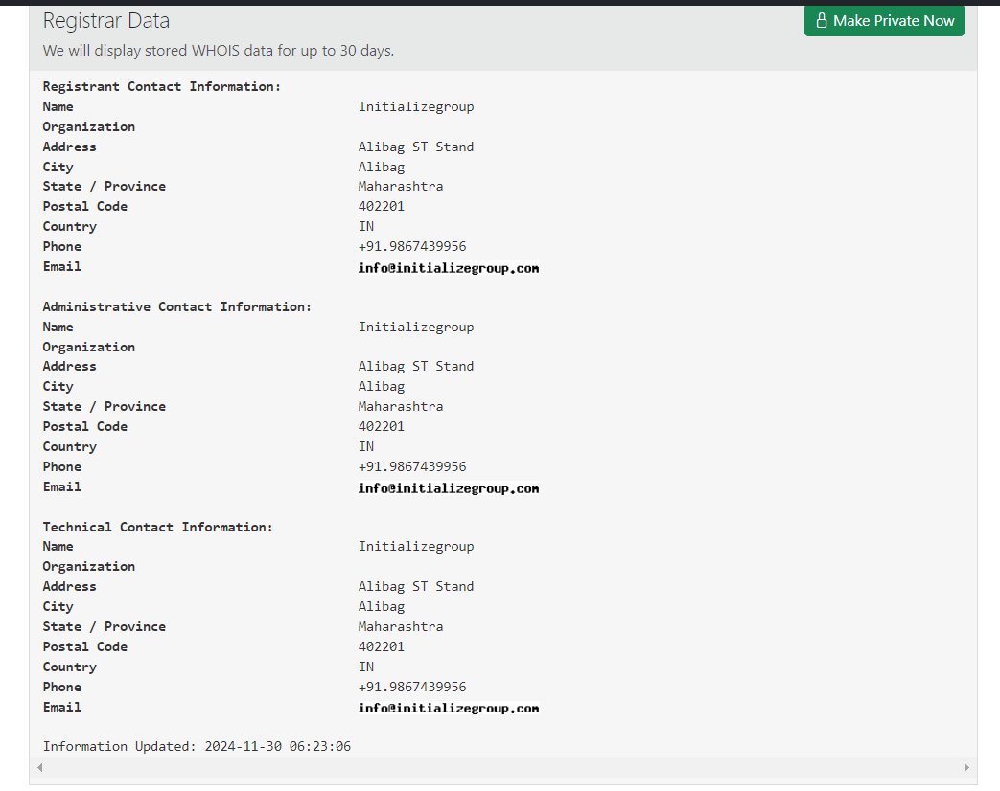 Registrar Data
Make Private Now
We will display stored WHOIS data for up to 30 days.
Registrant Contact Information:
Name Initializegroup
Organization
Address Alibag ST Stand
City Alibag
State / Province Maharashtra
Postal Code 402201
Country IN
Phone +91.9867439956
Email info@initializegroup.com
Administrative Contact Information:
Name Initializegroup
Organization
Address Alibag ST Stand
City Alibag
State / Province Maharashtra
Postal Code 402201
Country IN
Phone +91.9867439956
Email info@initializegroup.com
Technical Contact Information:
Name Initializegroup
Organization
Address Alibag ST Stand
City Alibag
State / Province Maharashtra
Postal Code 402201
Country IN
Phone +91.9867439956
Email info@initializegroup.com
Information Updated: 2024-11-30 06:23:06